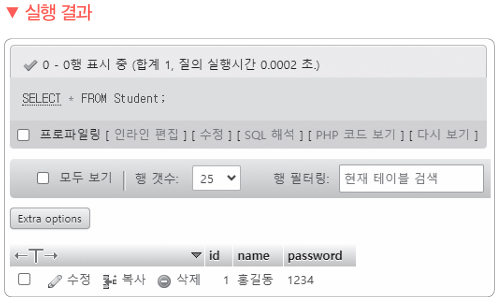 ▼ 실행 결과
0 - 0행 표시 중 (합계 1, 질의 실행시간 0.0002 초.)
SELECT * FROM Student;
프로파일링 [ 인라인 편집 ] [ 수정 ] [ SQL 해석 ] [ PHP 코드 보기 ] [ 다시 보기 ]
모두 보기 행 갯수: 25 행 필터링: 현재 테이블 검색
Extra options
←T→ ▼ id name password
수정 복사 삭제 1 홍길동 1234